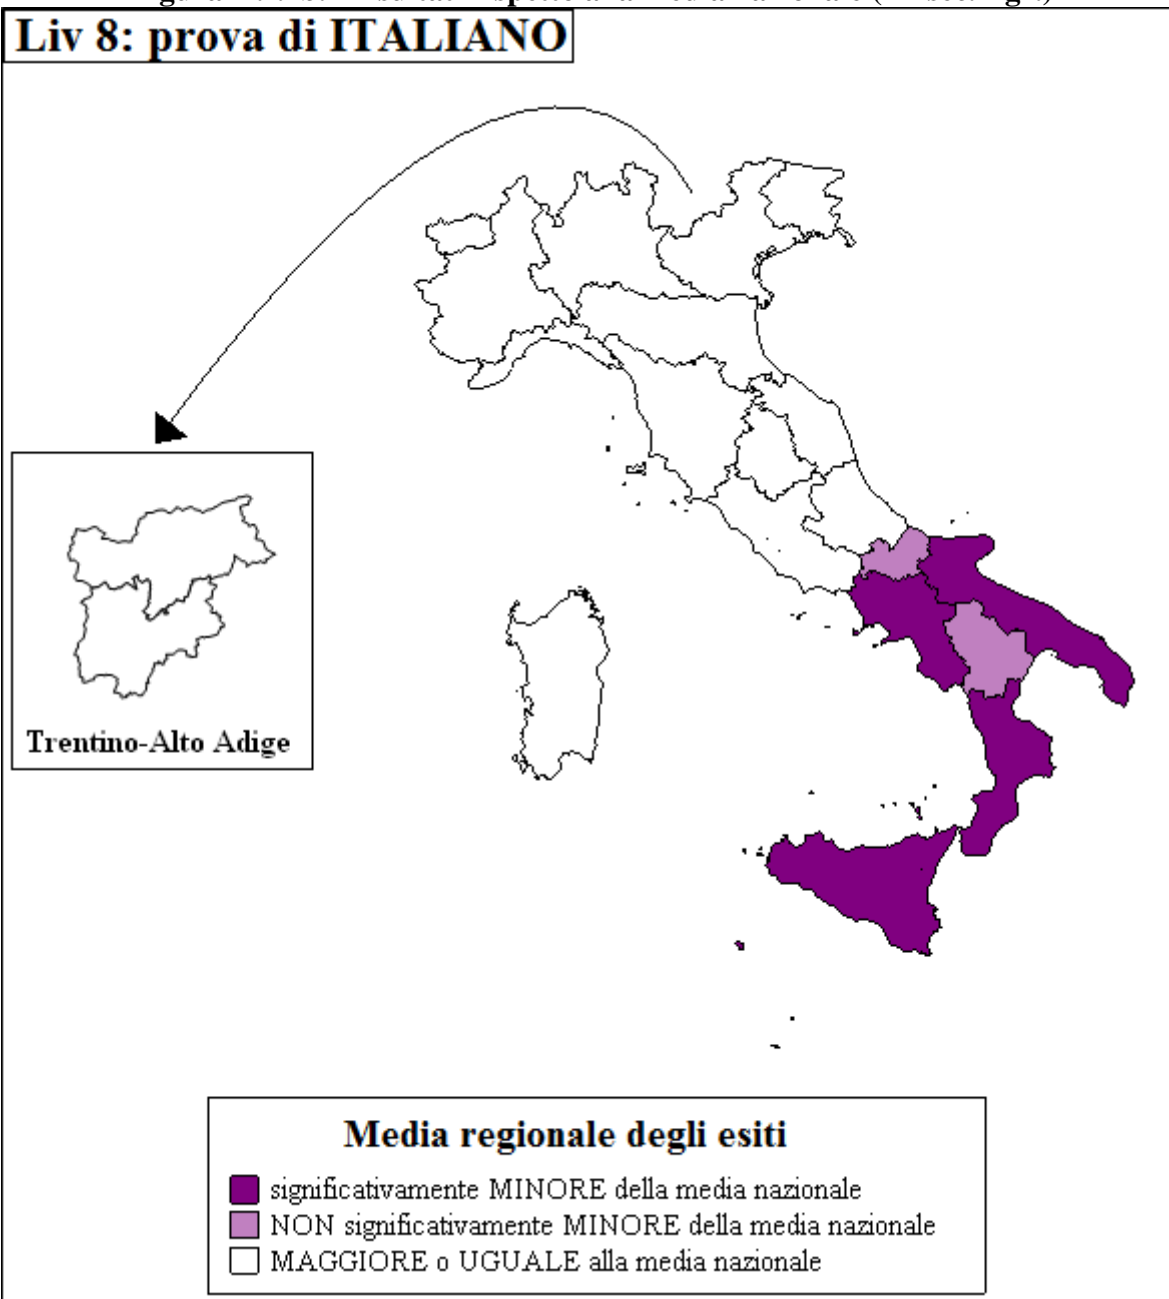 Liv 8: prova di ITALIANO
Trentino-Alto Adige
Media regionale degli esiti
significativamente MINORE della media nazionale
NON significativamente MINORE della media nazionale
MAGGIORE o UGUALE alla media nazionale